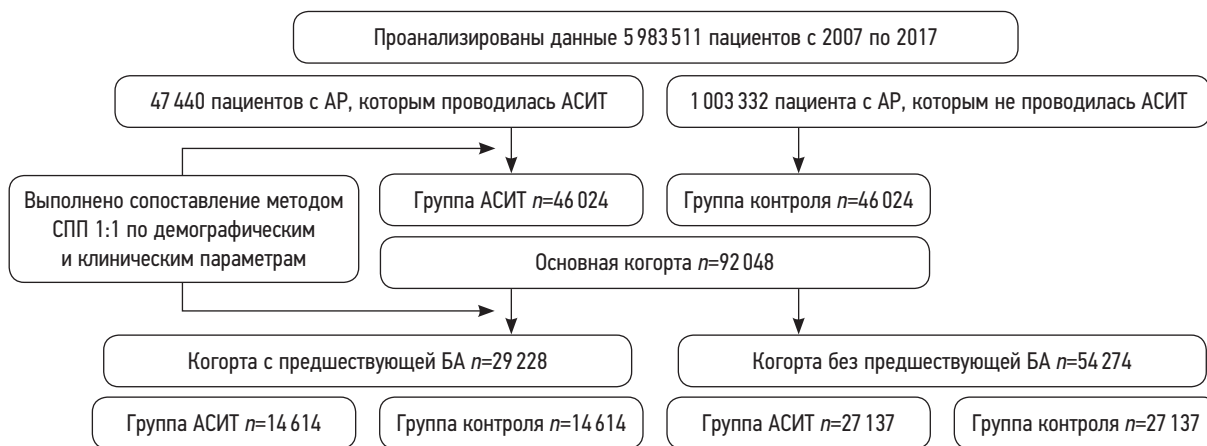 Проанализированы данные 5 983 511 пациентов с 2007 по 2017
47 440 пациентов с АР, которым проводилась АСИТ
1 003 332 пациента с АР, которым не проводилась АСИТ
Выполнено сопоставление методом
СПП 1:1 по демографическим
и клиническим параметрам
Группа АСИТ n=46 024
Группа контроля n=46 024
Основная когорта n=92 048
Когорта с предшествующей БА n=29 228
Когорта без предшествующей БА n=54 274
Группа АСИТ n=14 614
Группа контроля n=14 614
Группа АСИТ n=27 137
Группа контроля n=27 137